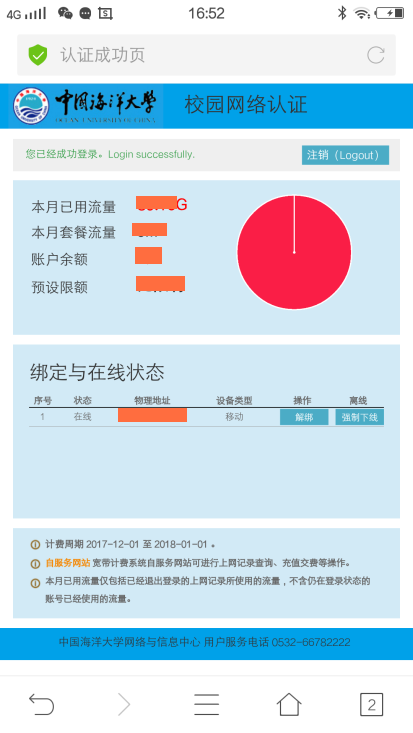 4G 16:52
认证成功页
中国海洋大学 校园网络认证
OCEAN UNIVERSITY OF CHINA
您已经成功登录。Login successfully. 注销（Logout）
本月已用流量
本月套餐流量
账户余额
预设限额
绑定与在线状态
序号 状态 物理地址 设备类型 操作 离线
1 在线 移动 解绑 强制下线
计费周期 2017-12-01 至 2018-01-01 。
自服务网站 宽带计费系统自服务网站可进行上网记录查询、充值交费等操作。
本月已用流量仅包括已经退出登录的上网记录所使用的流量，不含仍在登录状态的
账号已经使用的流量。
中国海洋大学网络与信息中心 用户服务电话 0532-66782222
2